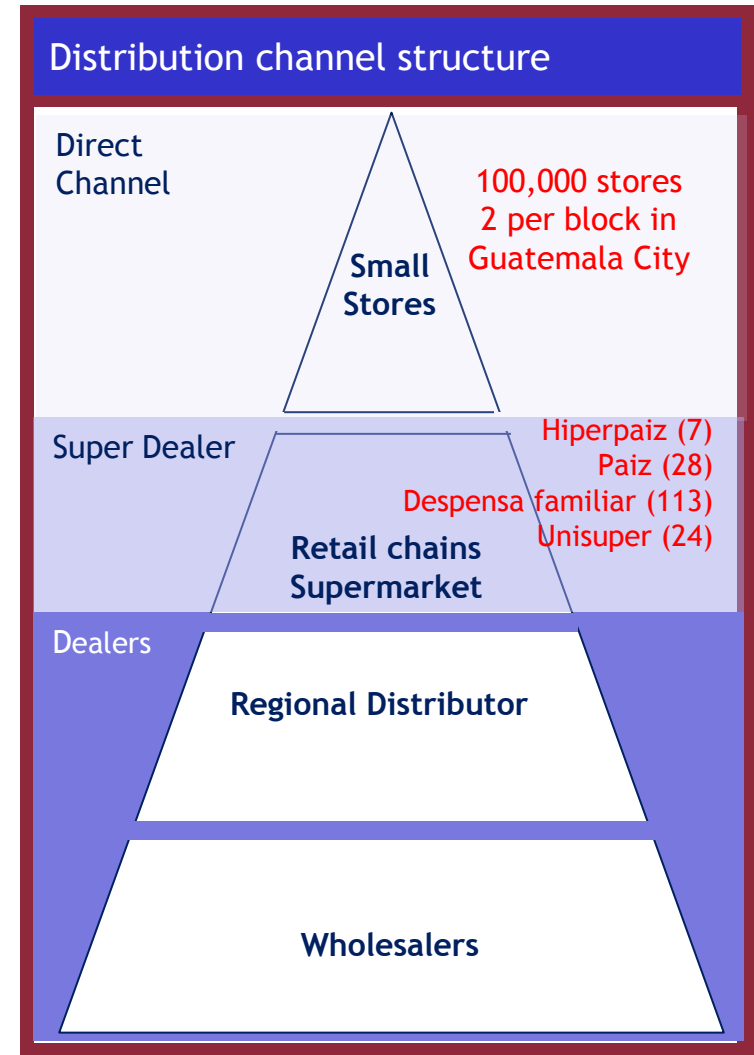 Distribution channel structure
Direct
Channel
100,000 stores
2 per block in
Guatemala City
Small
Stores
Super Dealer
Hiperpaiz (7)
Paiz (28)
Despensa familiar (113)
Unisuper (24)
Retail chains
Supermarket
Dealers
Regional Distributor
Wholesalers